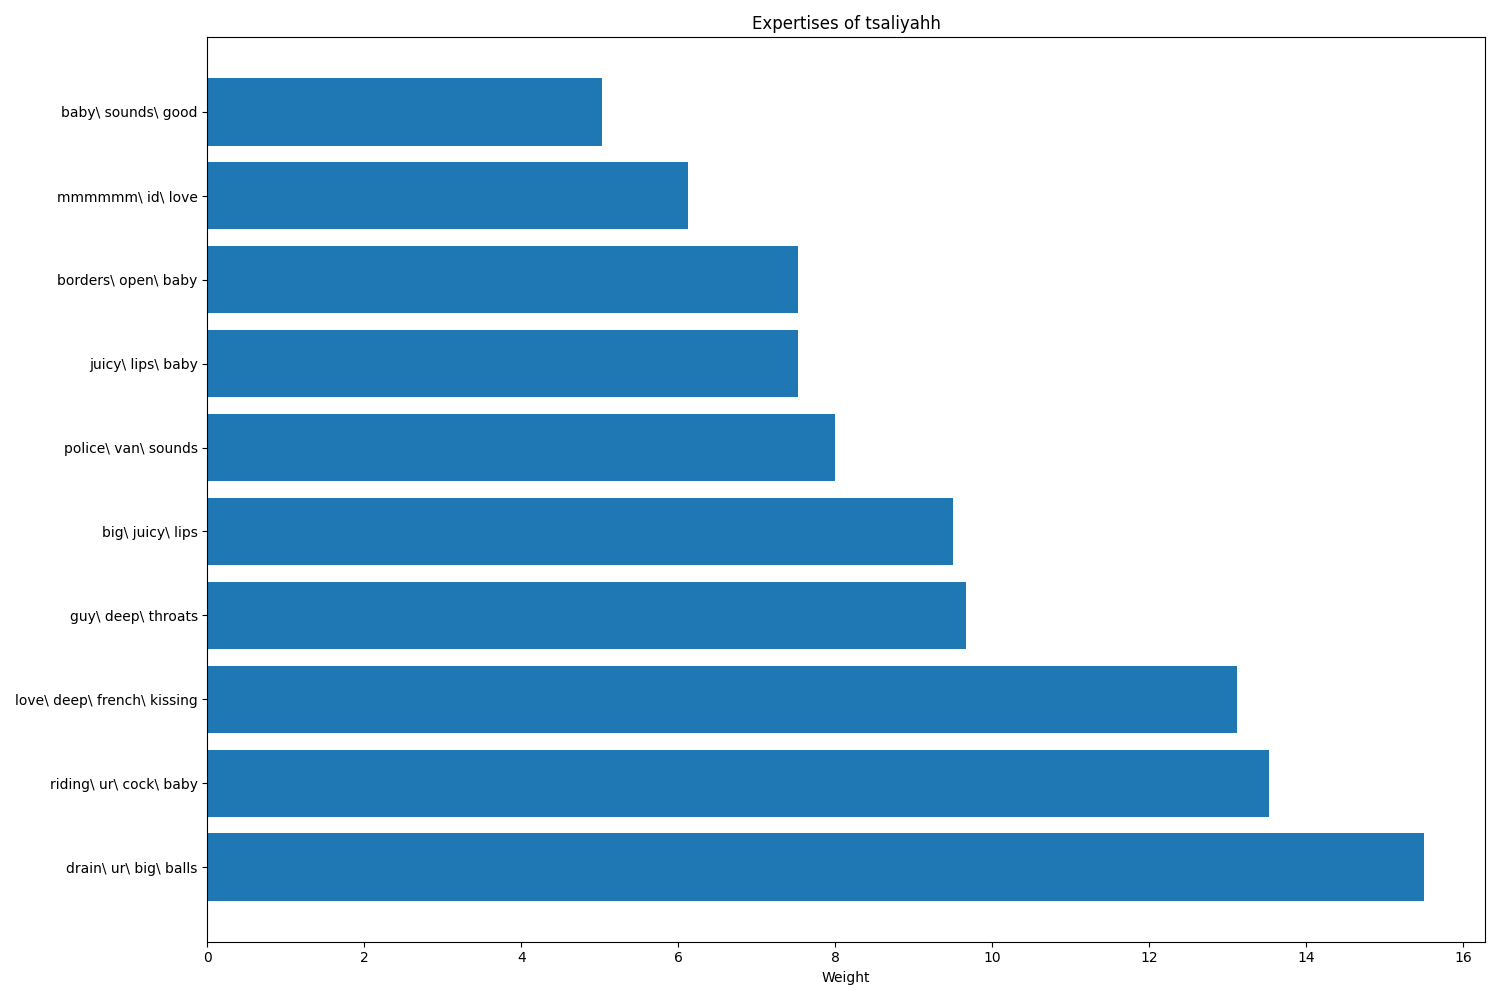 Expertises of tsaliyahh
baby\ sounds\ good
mmmmmm\ id\ love
borders\ open\ baby
juicy\ lips\ baby
police\ van\ sounds
big\ juicy\ lips
guy\ deep\ throats
love\ deep\ french\ kissing
riding\ ur\ cock\ baby
drain\ ur\ big\ balls
0 2 4 6 8 10 12 14 16
Weight